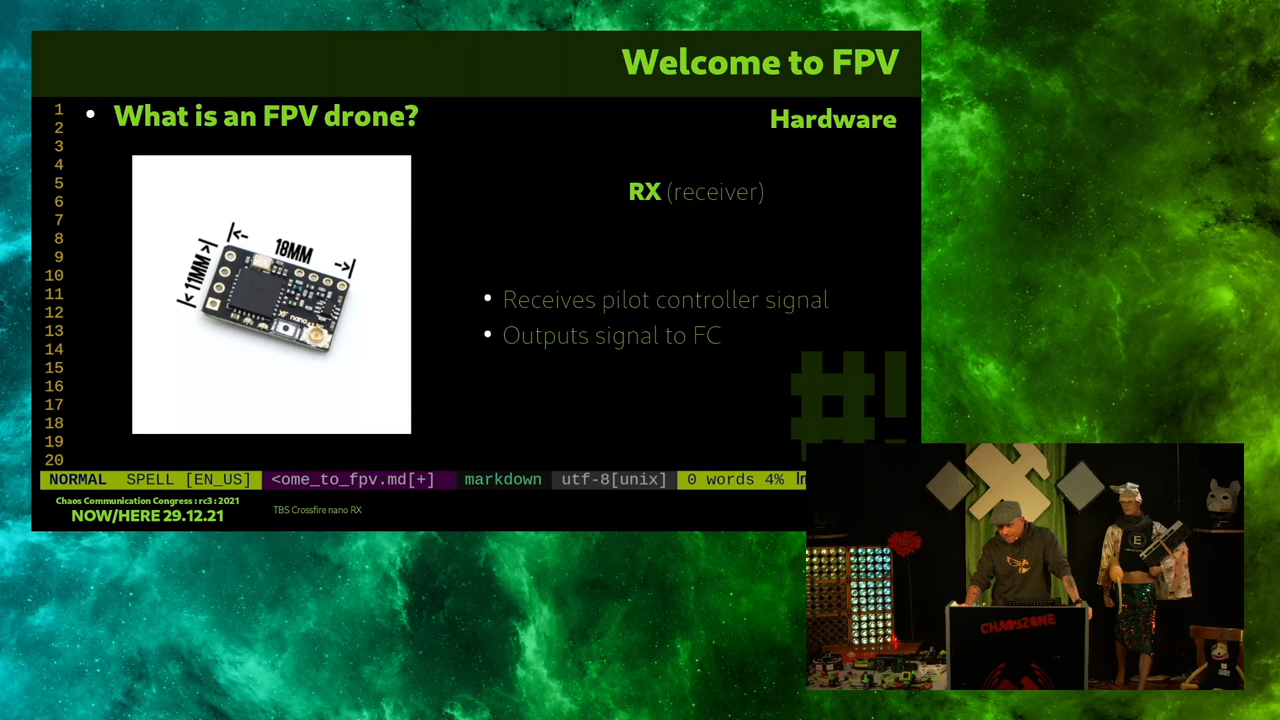 Welcome to FPV
• What is an FPV drone?
Hardware
1
2
3
4
5
6
7
8
9
10
11
12
13
14
15
16
17
18
19
20
|<- 18MM ->|
|< 11MM >|
XF nano
RX (receiver)
• Receives pilot controller signal
• Outputs signal to FC
#!
NORMAL SPELL [EN_US] <ome_to_fpv.md[+] markdown utf-8[unix] 0 words 4% ln
Chaos Communication Congress : rc3 : 2021
NOW/HERE 29.12.21
TBS Crossfire nano RX
E
CHAOSZONE